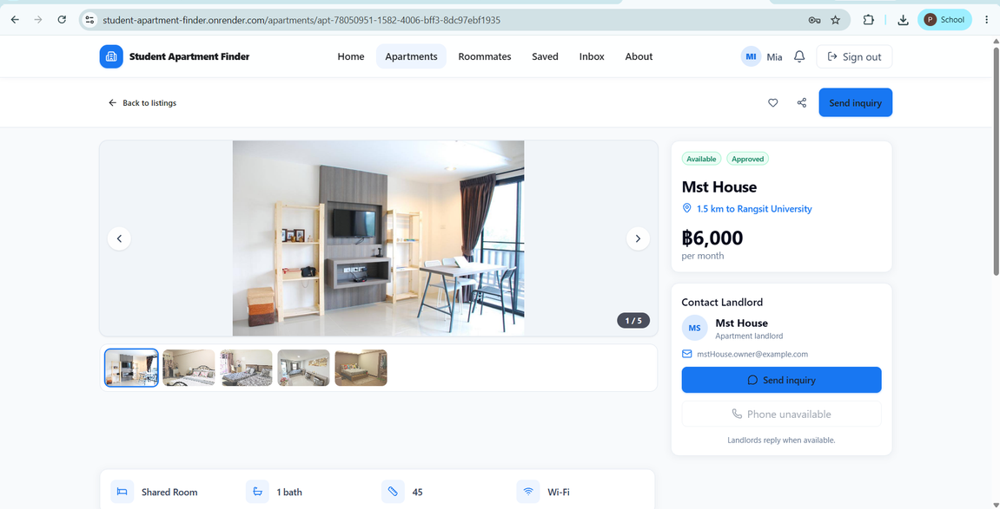 student-apartment-finder.onrender.com/apartments/apt-78050951-1582-4006-bff3-8dc97ebf1935
P School
Student Apartment Finder Home Apartments Roommates Saved Inbox About MI Mia Sign out
Back to listings Send inquiry
Available Approved
Mst House
1.5 km to Rangsit University
฿6,000
per month
1 / 5
Contact Landlord
MS Mst House
Apartment landlord
mstHouse.owner@example.com
Send inquiry
Phone unavailable
Landlords reply when available.
Shared Room 1 bath 45 Wi-Fi